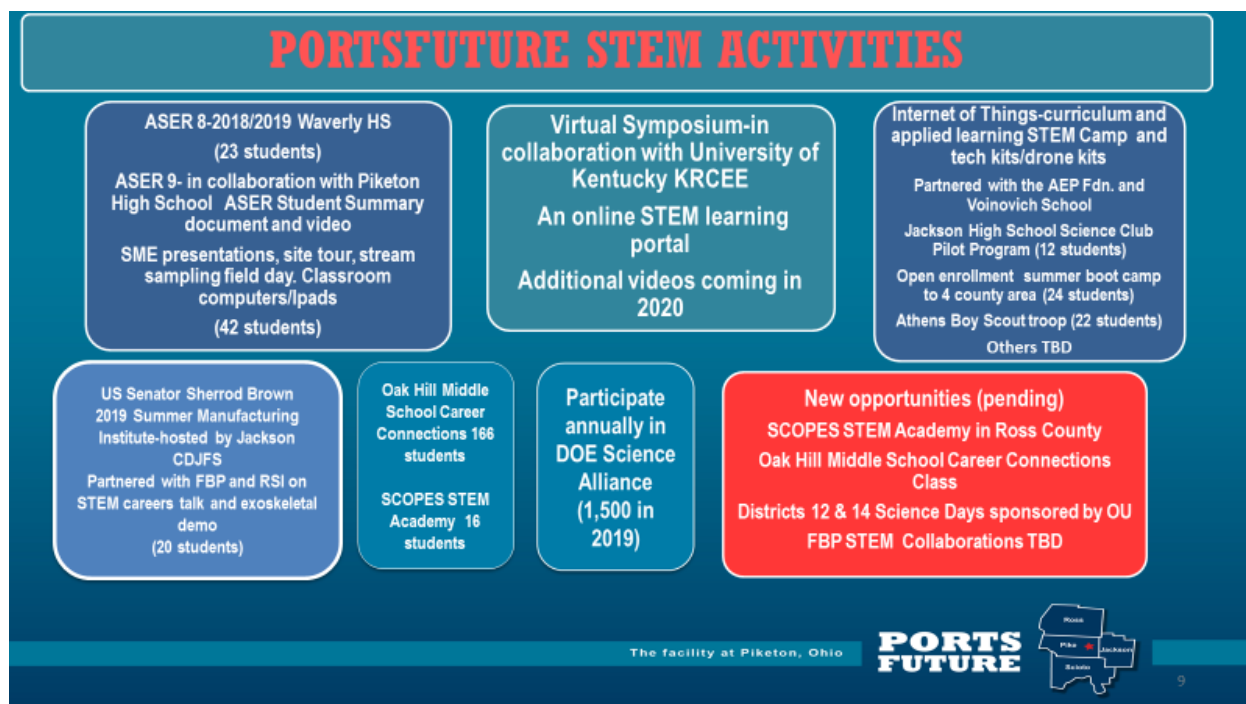 PORTSFUTURE STEM ACTIVITIES
ASER 8-2018/2019 Waverly HS
(23 students)
ASER 9- in collaboration with Piketon
High School ASER Student Summary
document and video
SME presentations, site tour, stream
sampling field day. Classroom
computers/Ipads
(42 students)
Virtual Symposium-in
collaboration with University of
Kentucky KRCEE
An online STEM learning
portal
Additional videos coming in
2020
Internet of Things-curriculum and
applied learning STEM Camp and
tech kits/drone kits
Partnered with the AEP Fdn. and
Voinovich School
Jackson High School Science Club
Pilot Program (12 students)
Open enrollment summer boot camp
to 4 county area (24 students)
Athens Boy Scout troop (22 students)
Others TBD
US Senator Sherrod Brown
2019 Summer Manufacturing
Institute-hosted by Jackson
CDJFS
Partnered with FBP and RSI on
STEM careers talk and exoskeletal
demo
(20 students)
Oak Hill Middle
School Career
Connections 166
students
SCOPES STEM
Academy 16
students
Participate
annually in
DOE Science
Alliance
(1,500 in
2019)
New opportunities (pending)
SCOPES STEM Academy in Ross County
Oak Hill Middle School Career Connections
Class
Districts 12 & 14 Science Days sponsored by OU
FBP STEM Collaborations TBD
The facility at Piketon, Ohio
PORTS
FUTURE
Ross
Pike
Jackson
Scioto
9